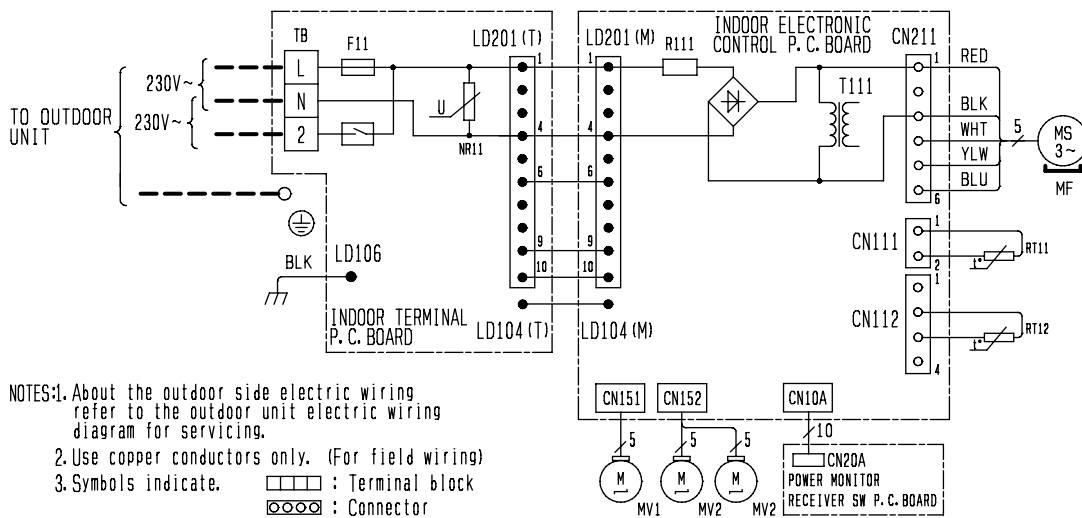 TB
F11
LD201(T)
LD201(M)
R111
INDOOR ELECTRONIC
CONTROL P.C.BOARD
CN211
TO OUTDOOR
UNIT
230V~
230V~
L
N
2
U
NR11
1
4
6
9
10
1
4
6
9
10
T111
1
6
RED
BLK
WHT
YLW
BLU
5
MS
3~
MF
BLK
LD106
INDOOR TERMINAL
P.C.BOARD
LD104(T)
LD104(M)
CN111
1
2
t°
RT11
CN112
1
4
t°
RT12
CN151
CN152
CN10A
5
5
5
10
M
M
M
MV1
MV2
MV2
CN20A
POWER MONITOR
RECEIVER SW P.C.BOARD
NOTES:1. About the outdoor side electric wiring
refer to the outdoor unit electric wiring
diagram for servicing.
2. Use copper conductors only. (For field wiring)
3. Symbols indicate.
: Terminal block
: Connector